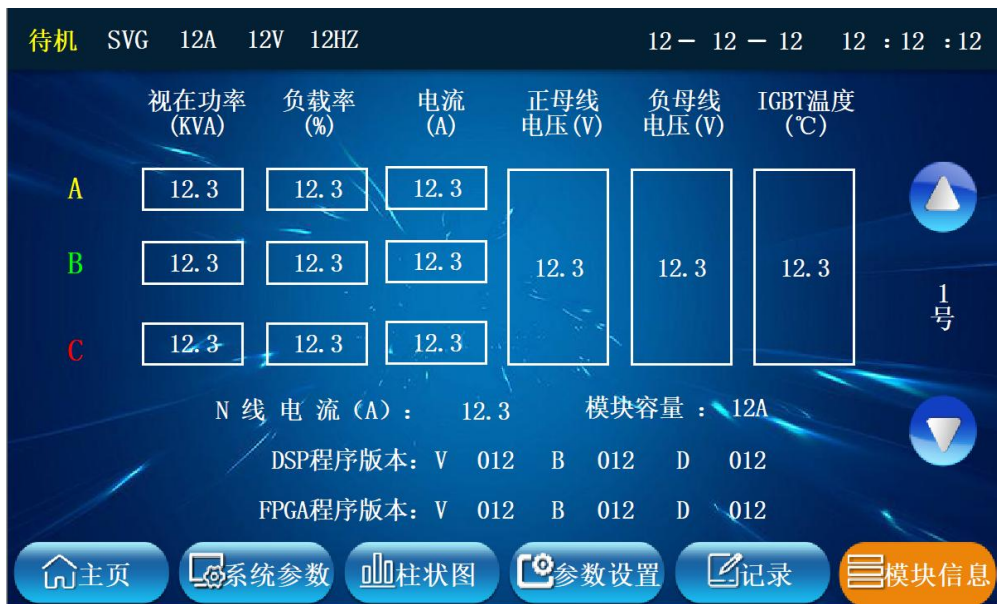 待机 SVG 12A 12V 12HZ 12－ 12－ 12 12 :12 :12
视在功率 负载率 电流 正母线 负母线 IGBT温度
(KVA) (%) (A) 电压(V) 电压(V) (℃)
A 12.3 12.3 12.3
B 12.3 12.3 12.3 12.3 12.3 12.3
1
号
C 12.3 12.3 12.3
N 线 电 流（A）： 12.3 模块容量 ：12A
DSP程序版本：V 012 B 012 D 012
FPGA程序版本：V 012 B 012 D 012
主页 系统参数 柱状图 参数设置 记录 模块信息